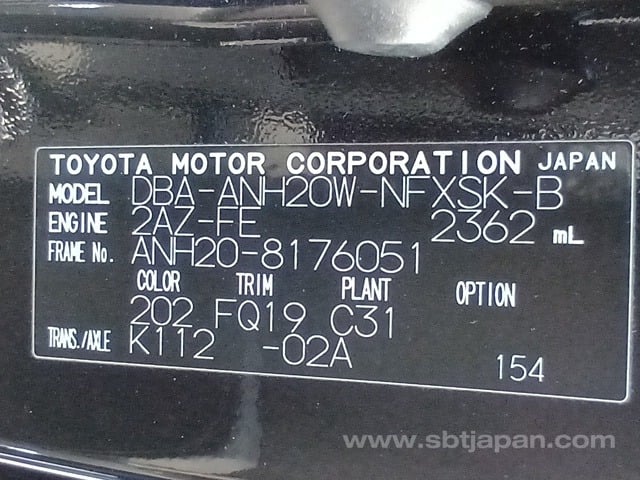 TOYOTA MOTOR CORPORATION JAPAN
MODEL DBA-ANH20W-NFXSK-B
ENGINE 2AZ-FE 2362 mL
FRAME No. ANH20-8176051
COLOR TRIM PLANT OPTION
202 FQ19 C31
TRANS./AXLE K112 -02A 154
www.sbtjapan.com